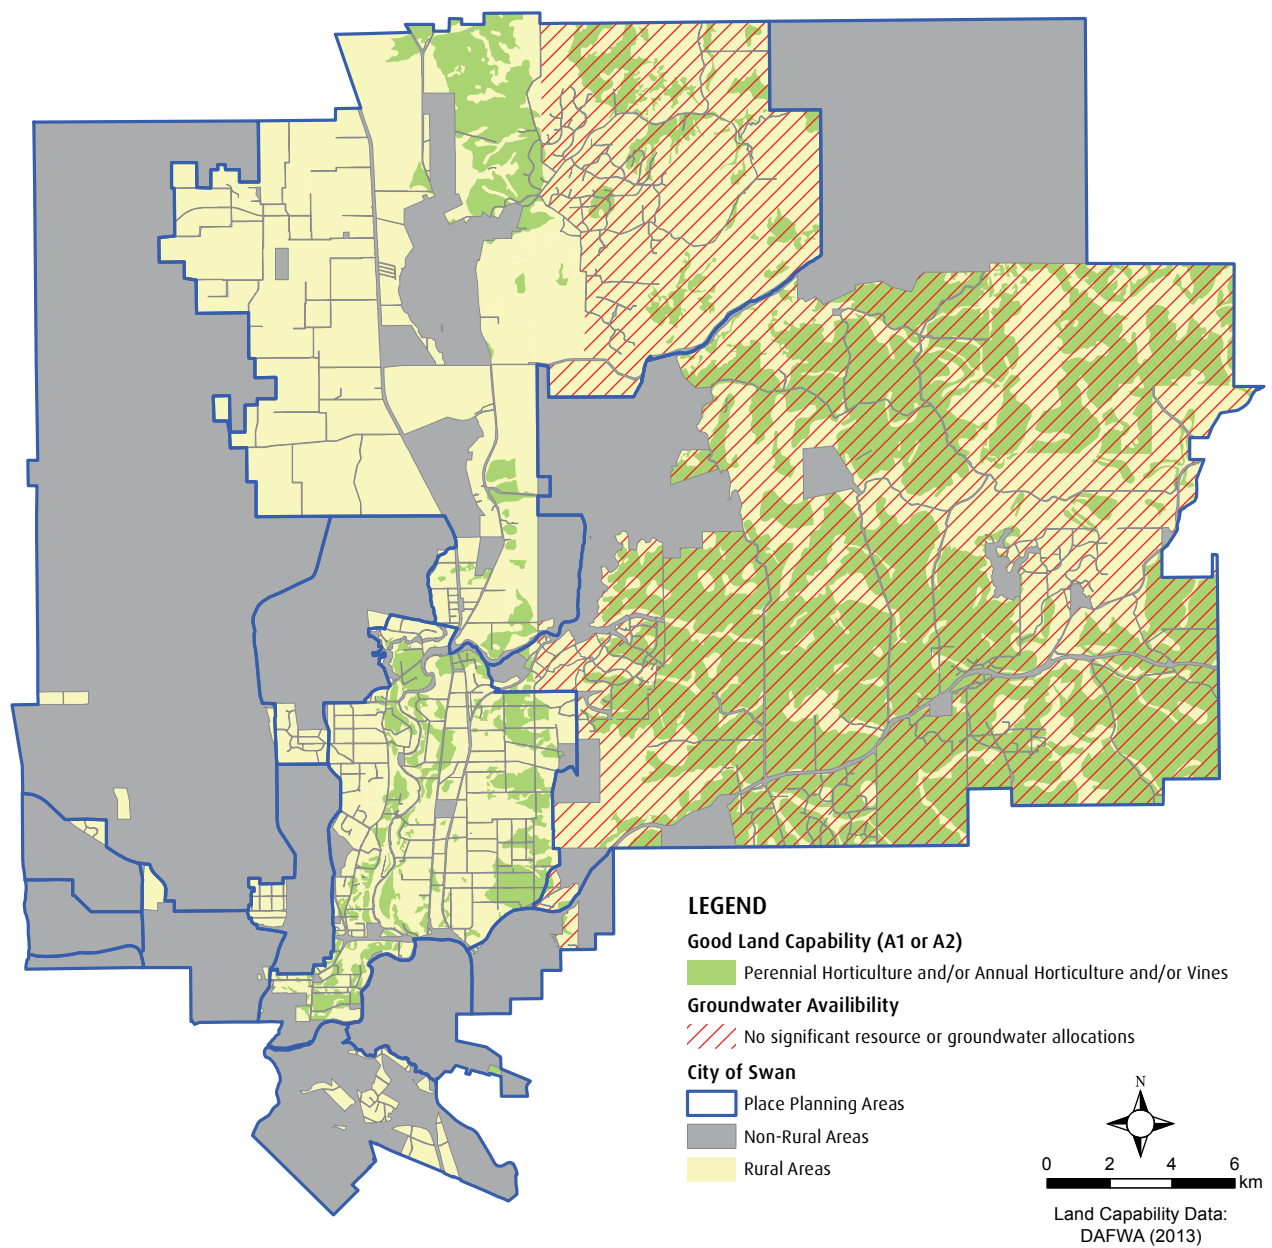 LEGEND
Good Land Capability (A1 or A2)
Perennial Horticulture and/or Annual Horticulture and/or Vines
Groundwater Availibility
No significant resource or groundwater allocations
City of Swan
Place Planning Areas
Non-Rural Areas
Rural Areas
N
0 2 4 6
km
Land Capability Data:
DAFWA (2013)